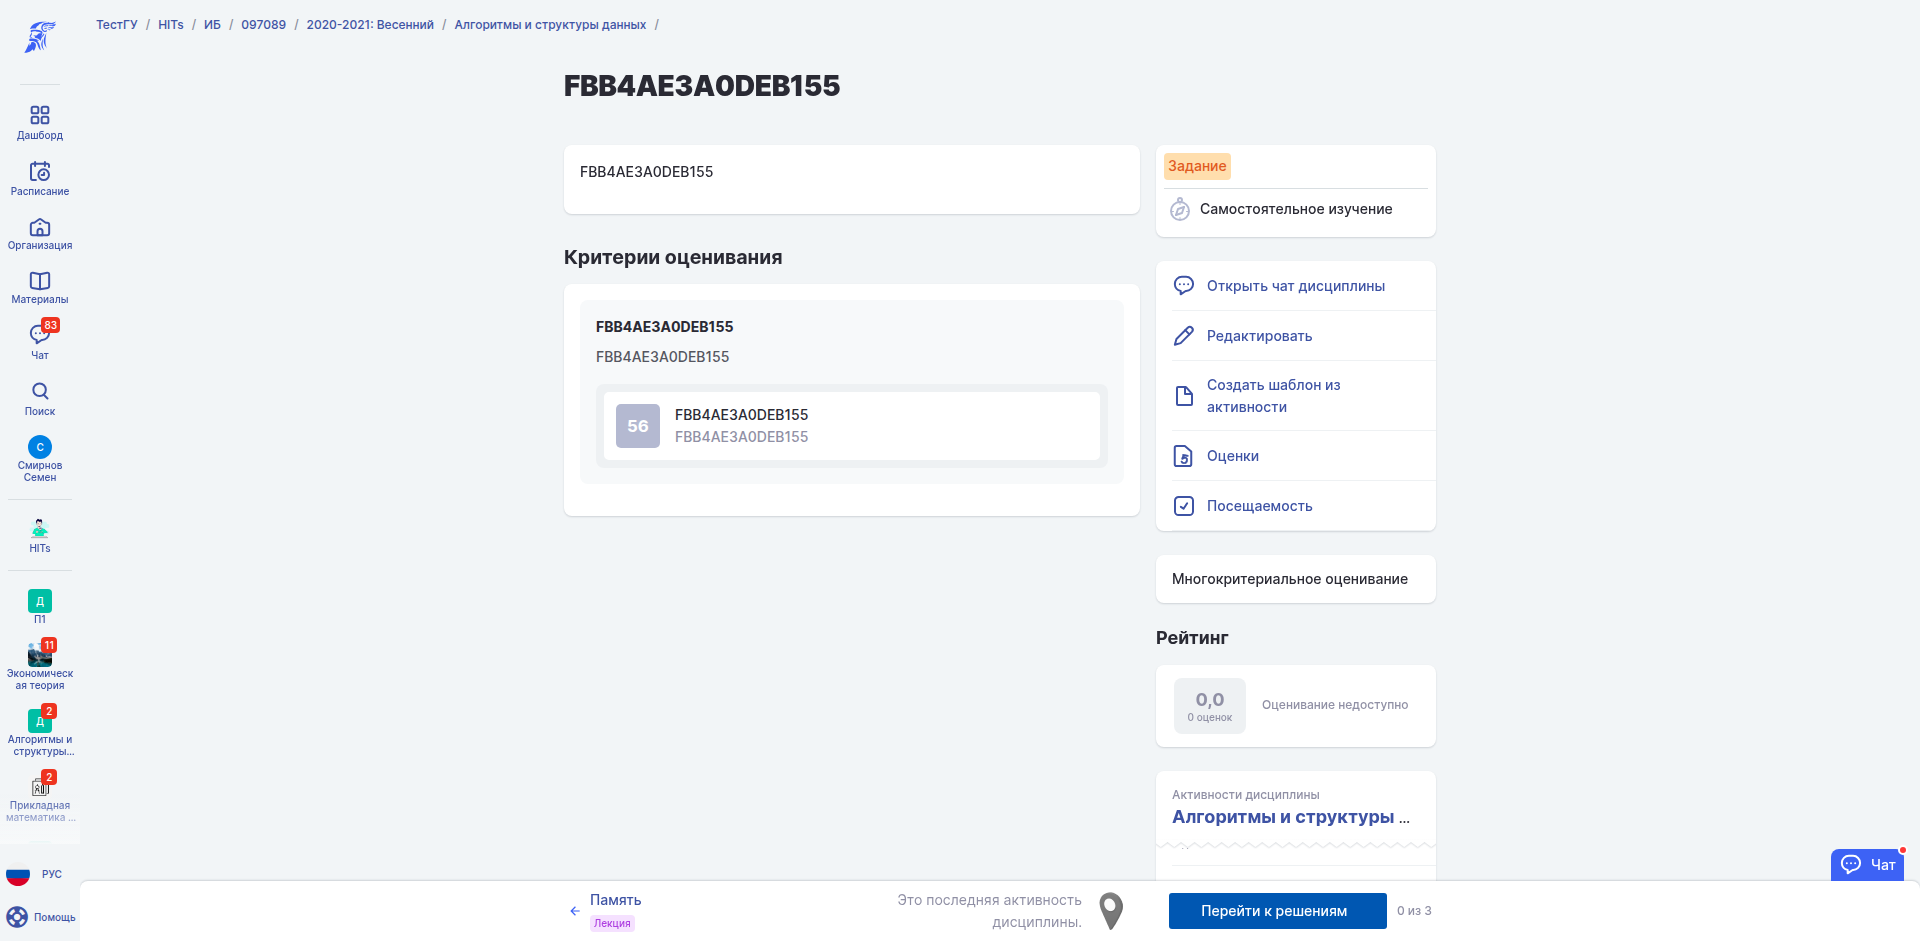 ТестГУ / HITs / ИБ / 097089 / 2020-2021: Весенний / Алгоритмы и структуры данных /
Дашборд
Расписание
Организация
Материалы
83
Чат
Поиск
С
Смирнов
Семен
HITs
Д
П1
11
Экономическ
ая теория
Д
2
Алгоритмы и
структуры...
2
Прикладная
математика ...
РУС
Помощь
FBB4AE3A0DEB155
FBB4AE3A0DEB155
Критерии оценивания
FBB4AE3A0DEB155
FBB4AE3A0DEB155
56
FBB4AE3A0DEB155
FBB4AE3A0DEB155
Задание
Самостоятельное изучение
Открыть чат дисциплины
Редактировать
Создать шаблон из
активности
Оценки
Посещаемость
Многокритериальное оценивание
Рейтинг
0,0
0 оценок
Оценивание недоступно
Активности дисциплины
Алгоритмы и структуры ...
Чат
Память
Лекция
Это последняя активность
дисциплины.
Перейти к решениям
0 из 3